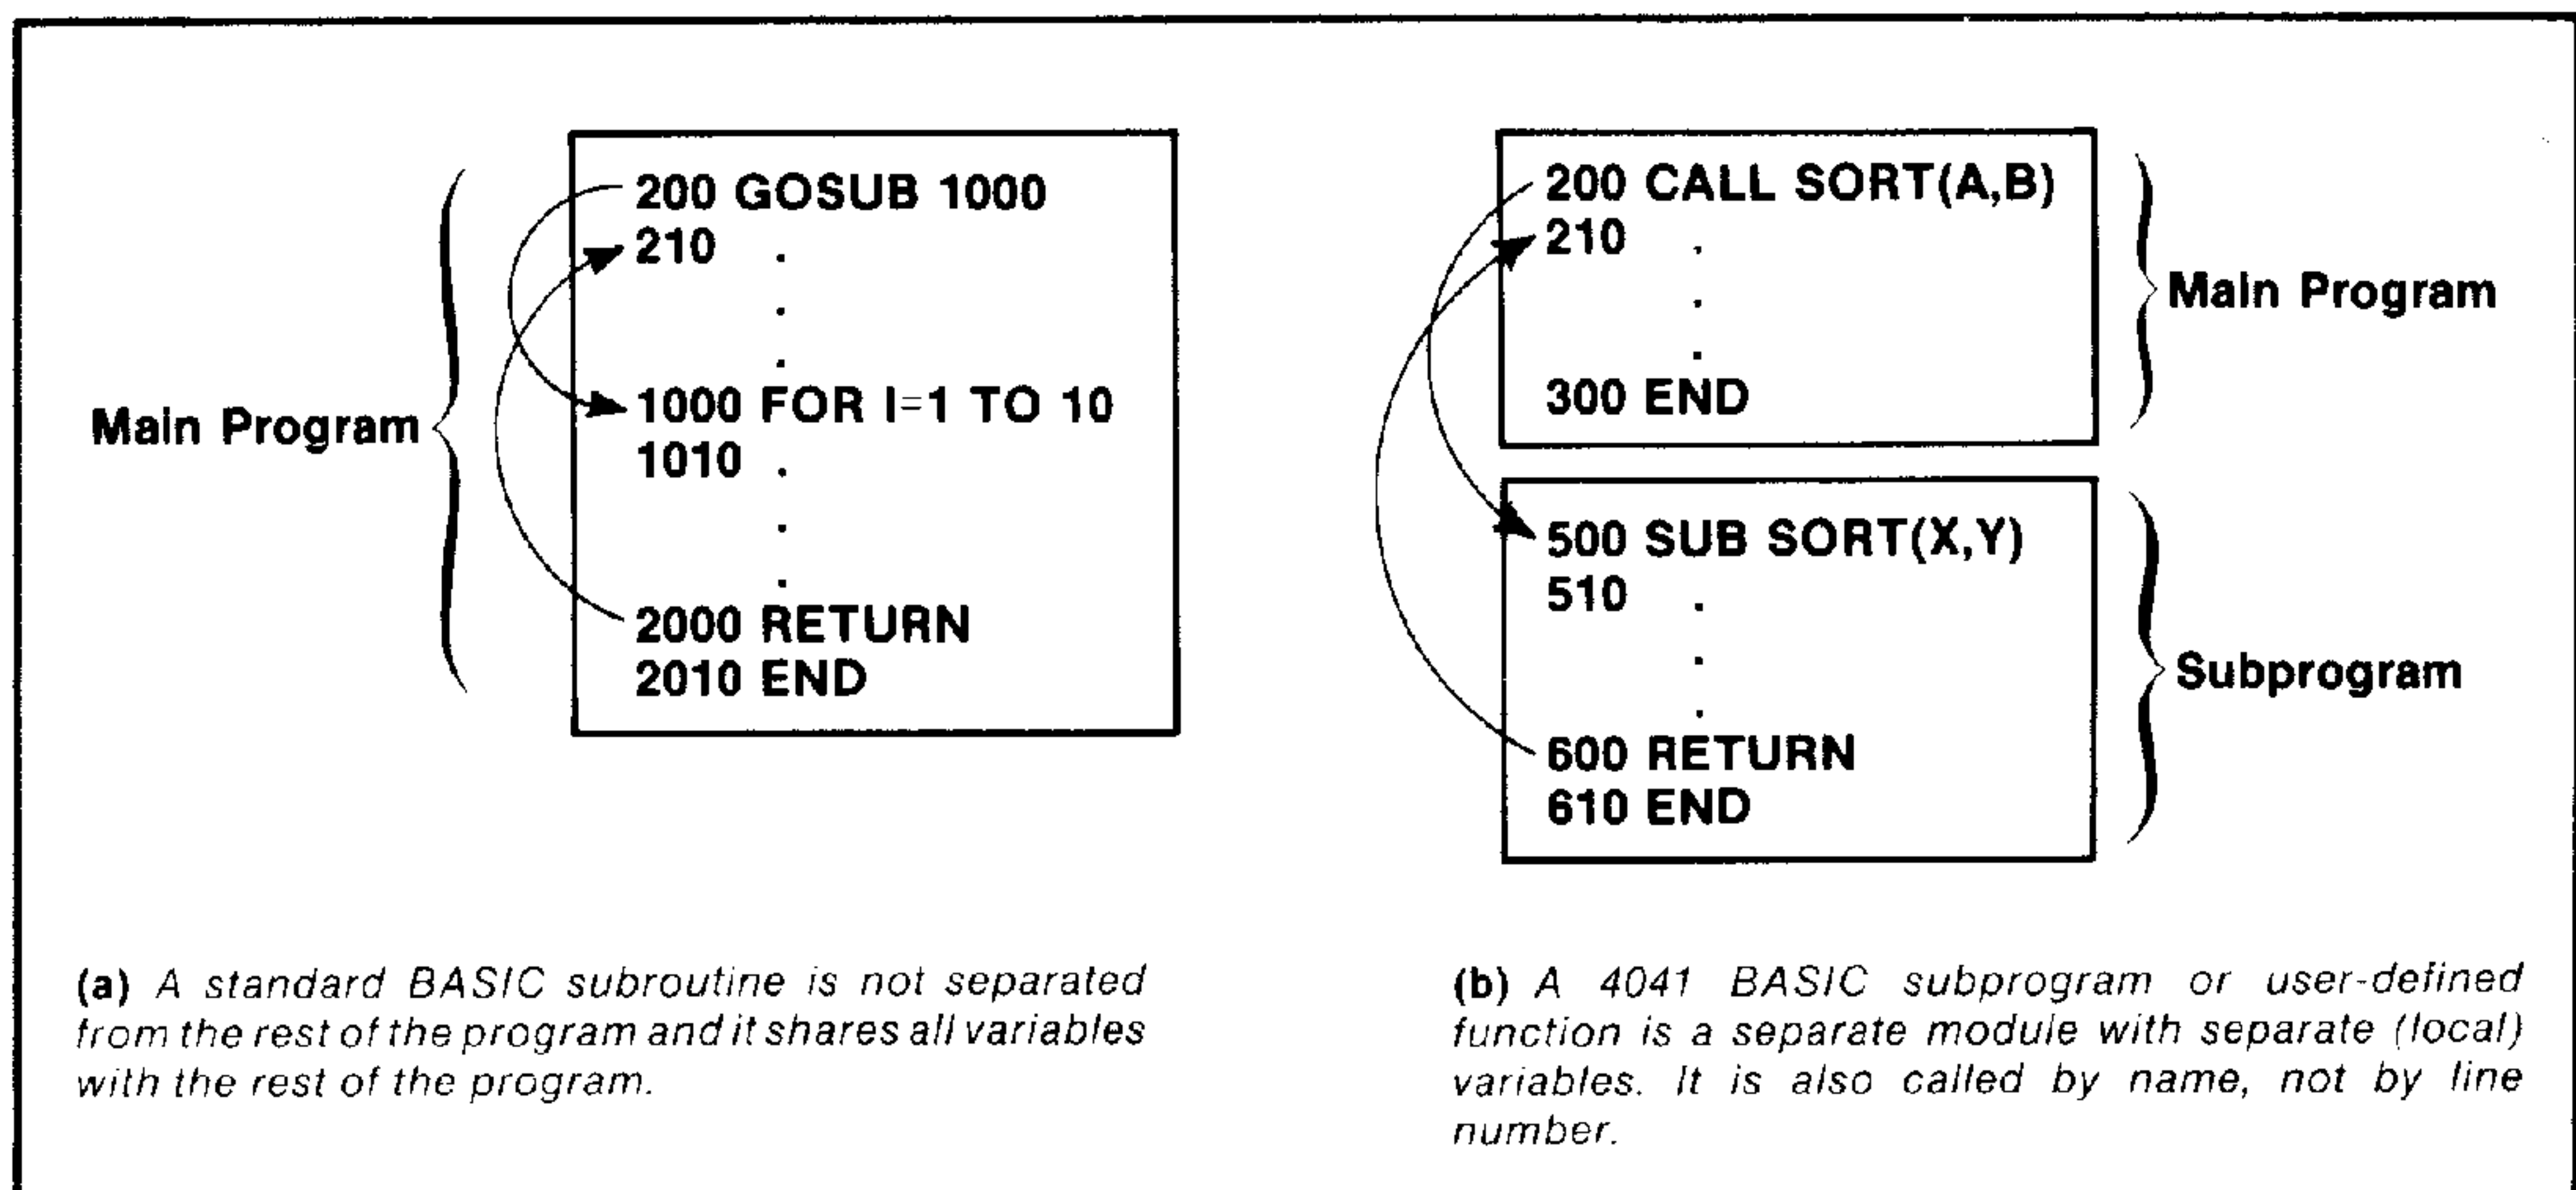 Main Program
200 GOSUB 1000
210 .
.
.
1000 FOR I=1 TO 10
1010 .
.
.
2000 RETURN
2010 END
(a) A standard BASIC subroutine is not separated
from the rest of the program and it shares all variables
with the rest of the program.
200 CALL SORT(A,B)
210 .
.
.
300 END
Main Program
500 SUB SORT(X,Y)
510 .
.
.
600 RETURN
610 END
Subprogram
(b) A 4041 BASIC subprogram or user-defined
function is a separate module with separate (local)
variables. It is also called by name, not by line
number.